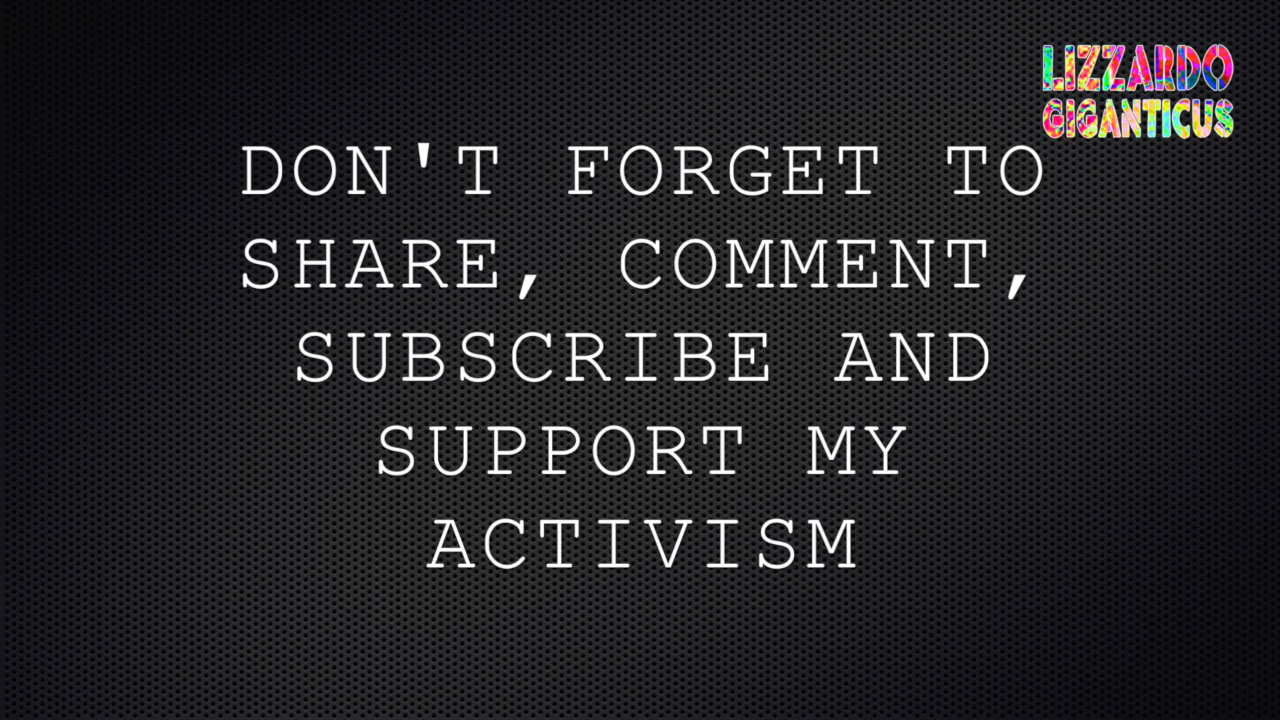 LIZZARDO
GIGANTICUS
DON'T FORGET TO
SHARE, COMMENT,
SUBSCRIBE AND
SUPPORT MY
ACTIVISM